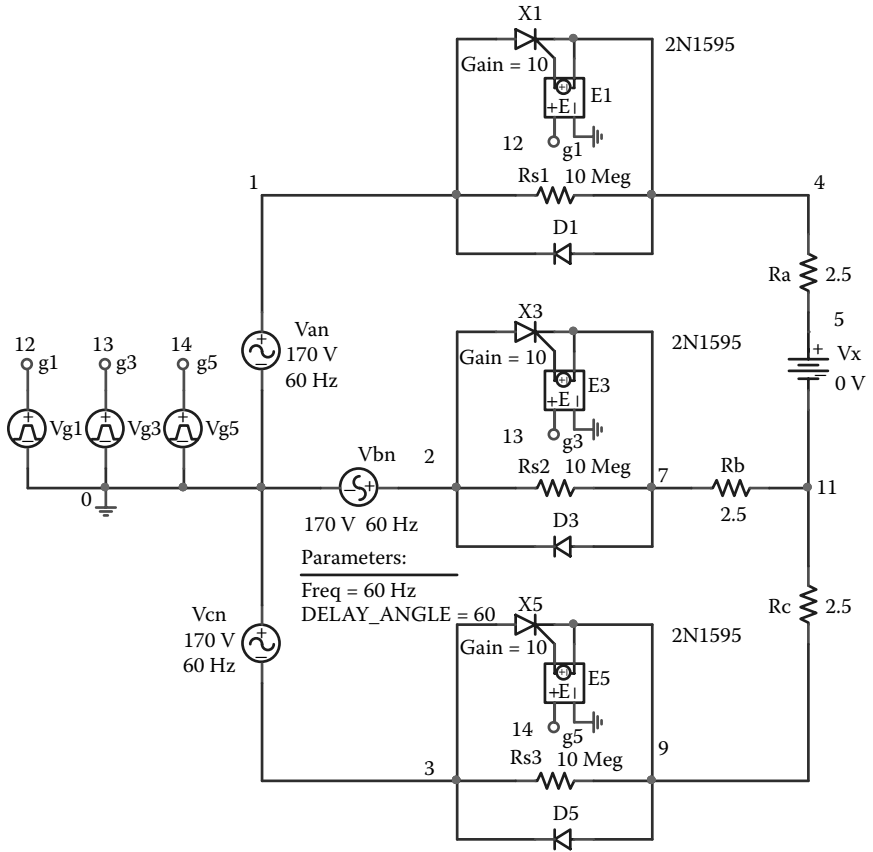 X1
2N1595
Gain = 10
E1
+E −
12
g1
Rs1 10 Meg
1
4
D1
Ra 2.5
X3
2N1595
5
12
g1
13
g3
14
g5
Van
170 V
60 Hz
Gain = 10
E3
+E −
+
Vx
−
0 V
Vg1
Vg3
Vg5
13
g3
Vbn
2
Rs2 10 Meg
7
Rb
11
0
− +
170 V 60 Hz
D3
2.5
Parameters:
Freq = 60 Hz
DELAY_ANGLE = 60
X5
2N1595
Rc 2.5
Vcn
170 V
60 Hz
Gain = 10
E5
+E −
14
g5
9
3
Rs3 10 Meg
D5